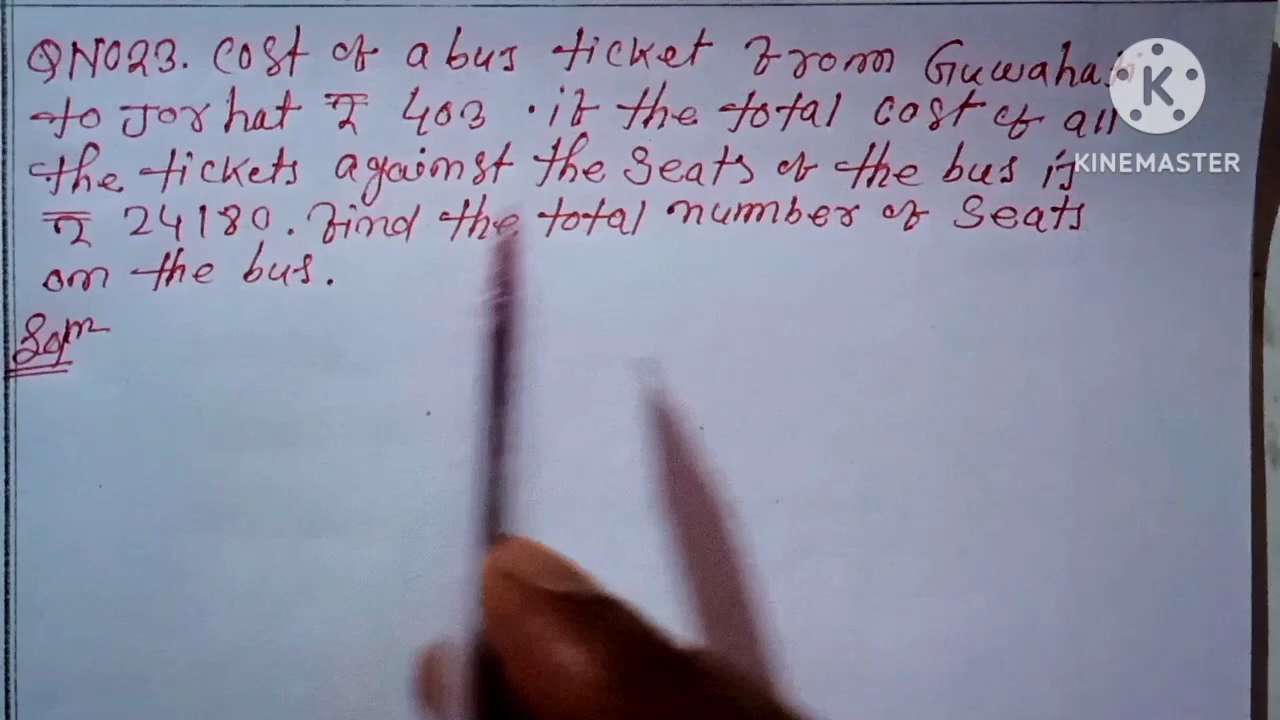 QNO23. Cost of a bus ticket from Guwahati
to Jorhat ₹ 403 . if the total cost of all
the tickets against the seats of the bus is
₹ 24180. Find the total number of seats
on the bus.
Solⁿ
K
KINEMASTER